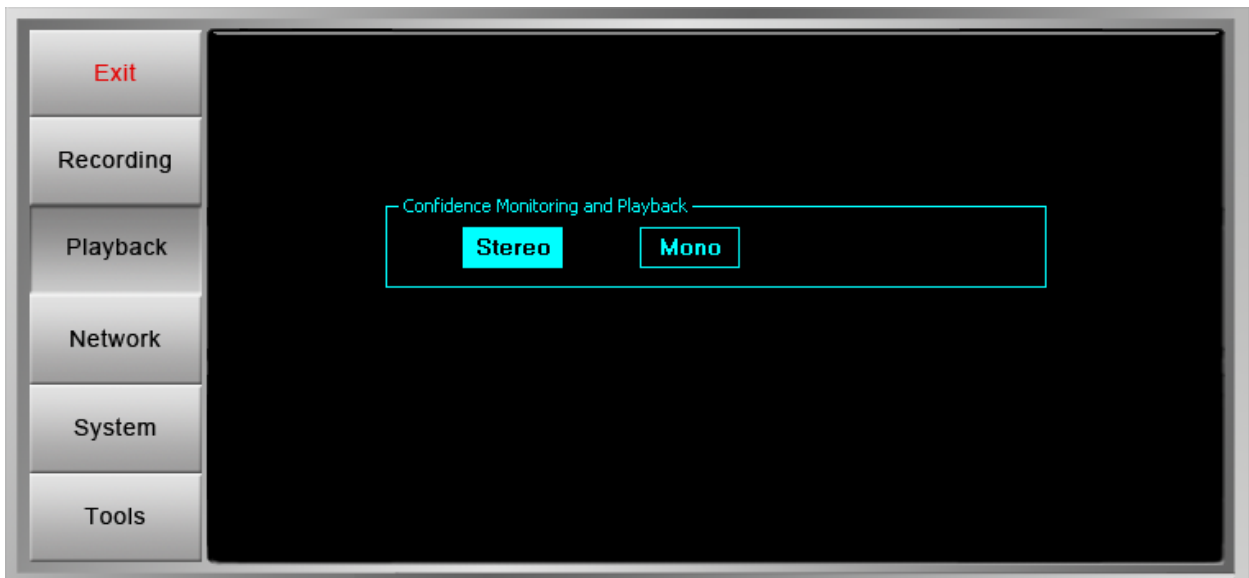 Exit
Recording
Playback
Network
System
Tools
Confidence Monitoring and Playback
Stereo Mono